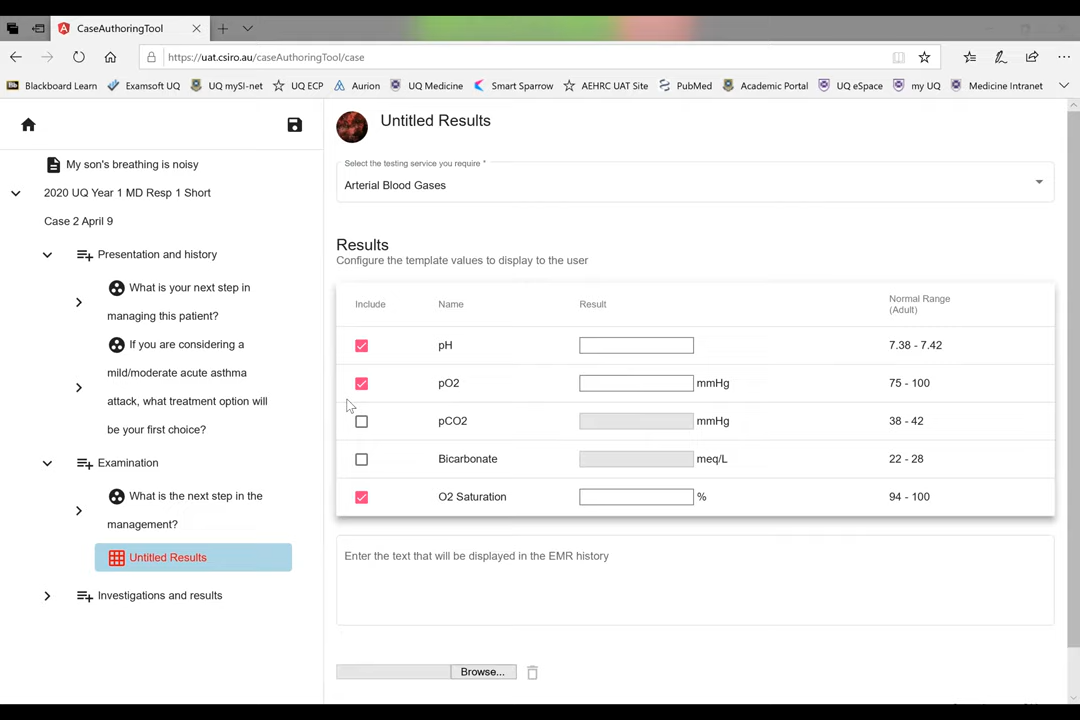 CaseAuthoringTool
https://uat.csiro.au/caseAuthoringTool/case
Blackboard Learn
Examsoft UQ
UQ mySI-net
UQ ECP
Aurion
UQ Medicine
Smart Sparrow
AEHRC UAT Site
PubMed
Academic Portal
UQ eSpace
my UQ
Medicine Intranet
My son's breathing is noisy
2020 UQ Year 1 MD Resp 1 Short
Case 2 April 9
Presentation and history
What is your next step in
managing this patient?
If you are considering a
mild/moderate acute asthma
attack, what treatment option will
be your first choice?
Examination
What is the next step in the
management?
Untitled Results
Investigations and results
Untitled Results
Select the testing service you require *
Arterial Blood Gases
Results
Configure the template values to display to the user
Include Name Result Normal Range
(Adult)
pH 7.38 - 7.42
pO2 mmHg 75 - 100
pCO2 mmHg 38 - 42
Bicarbonate meq/L 22 - 28
O2 Saturation % 94 - 100
Enter the text that will be displayed in the EMR history
Browse...